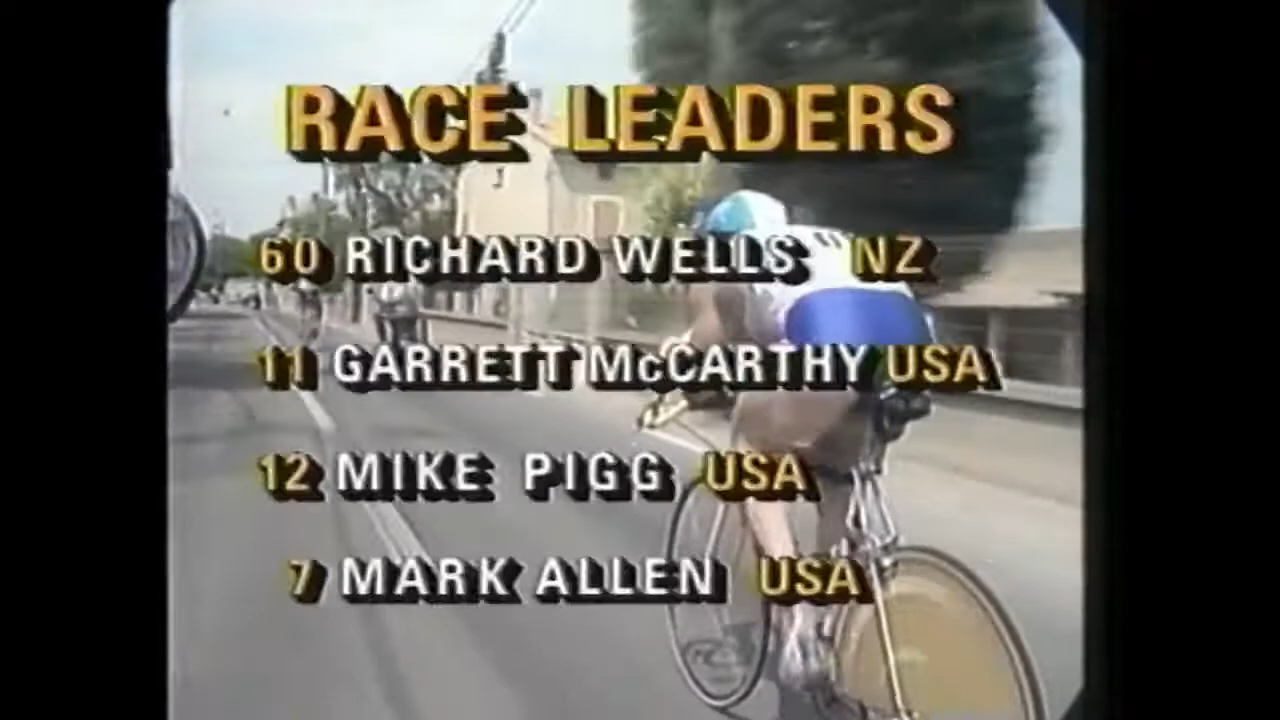 RACE LEADERS
60 RICHARD WELLS NZ
11 GARRETT McCARTHY USA
12 MIKE PIGG USA
7 MARK ALLEN USA